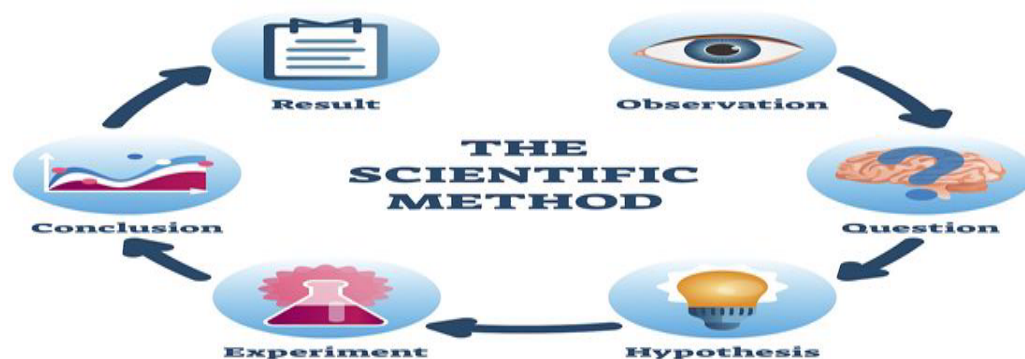 THE
SCIENTIFIC
METHOD
Observation
Question
Hypothesis
Experiment
Conclusion
Result